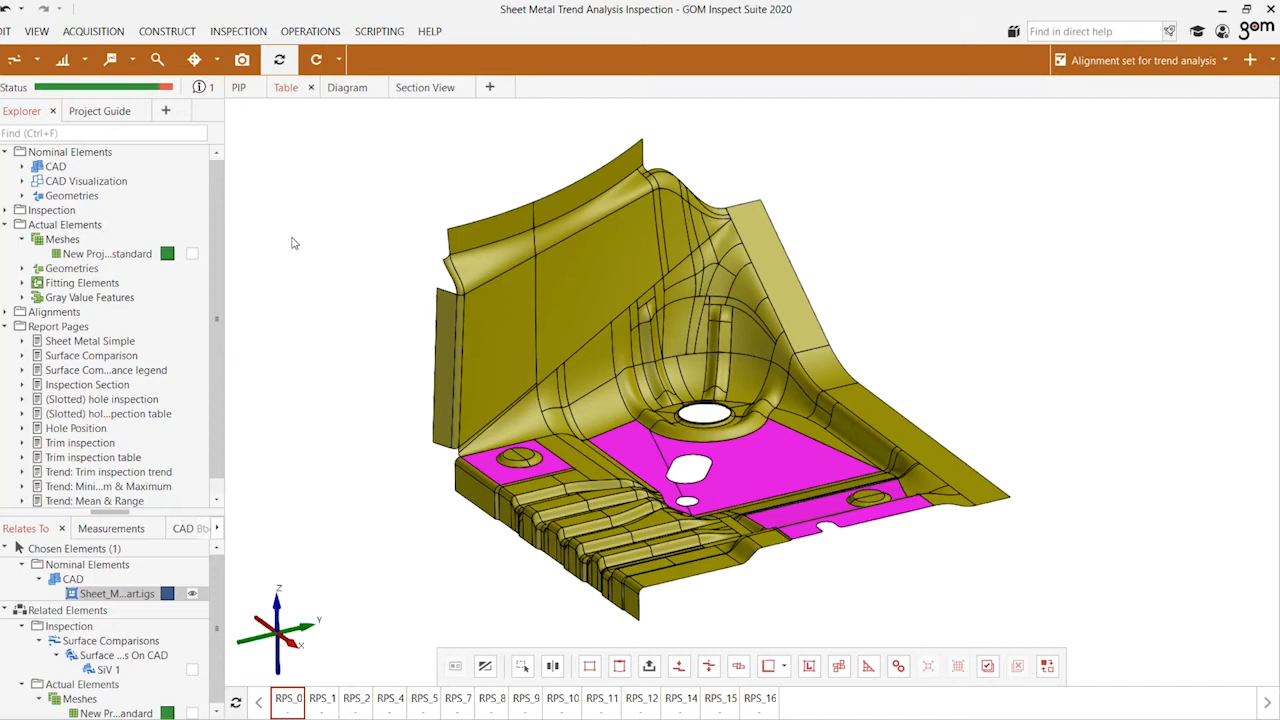 Sheet Metal Trend Analysis Inspection - GOM Inspect Suite 2020
DIT VIEW ACQUISITION CONSTRUCT INSPECTION OPERATIONS SCRIPTING HELP
Find in direct help
gom
Alignment set for trend analysis
Status
1
PIP
Table
Diagram
Section View
Explorer
Project Guide
Find (Ctrl+F)
Nominal Elements
CAD
CAD Visualization
Geometries
Inspection
Actual Elements
Meshes
New Proj...standard
Geometries
Fitting Elements
Gray Value Features
Alignments
Report Pages
Sheet Metal Simple
Surface Comparison
Surface Com...ance legend
Inspection Section
(Slotted) hole inspection
(Slotted) hol...pection table
Hole Position
Trim inspection
Trim inspection table
Trend: Trim inspection trend
Trend: Mini...m & Maximum
Trend: Mean & Range
Relates To
Measurements
CAD Bo
Chosen Elements (1)
Nominal Elements
CAD
Sheet_M...art.igs
Related Elements
Inspection
Surface Comparisons
Surface ...s On CAD
SiV 1
Actual Elements
Meshes
New Pr...andard
Z
Y
X
RPS_0 RPS_1 RPS_2 RPS_4 RPS_5 RPS_7 RPS_8 RPS_9 RPS_10 RPS_11 RPS_12 RPS_14 RPS_15 RPS_16